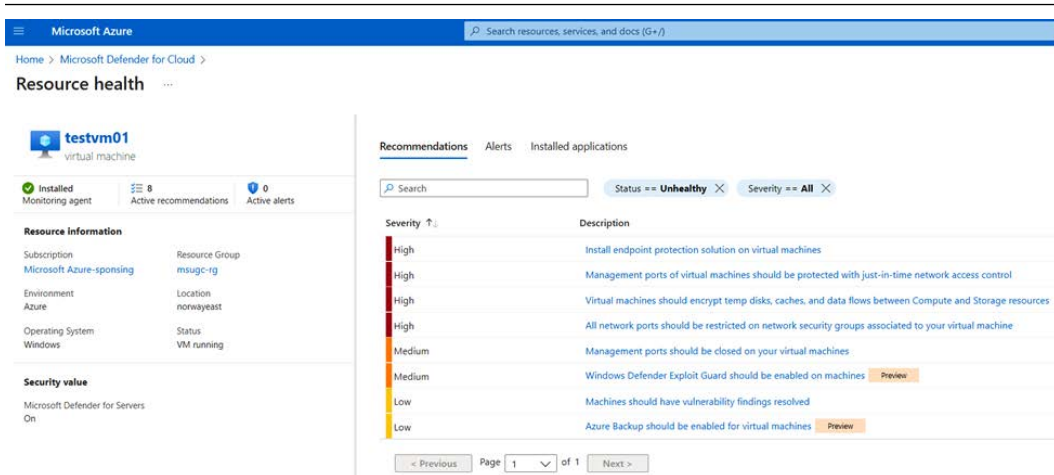 Microsoft Azure
Search resources, services, and docs (G+/)
Home > Microsoft Defender for Cloud >
Resource health ...
testvm01
virtual machine
Installed
Monitoring agent
8
Active recommendations
0
Active alerts
Resource information
Subscription
Microsoft Azure-sponsing
Resource Group
msugc-rg
Environment
Azure
Location
norwayeast
Operating System
Windows
Status
VM running
Security value
Microsoft Defender for Servers
On
Recommendations Alerts Installed applications
Search
Status == Unhealthy X Severity == All X
Severity ↑↓ Description
High Install endpoint protection solution on virtual machines
High Management ports of virtual machines should be protected with just-in-time network access control
High Virtual machines should encrypt temp disks, caches, and data flows between Compute and Storage resources
High All network ports should be restricted on network security groups associated to your virtual machine
Medium Management ports should be closed on your virtual machines
Medium Windows Defender Exploit Guard should be enabled on machines Preview
Low Machines should have vulnerability findings resolved
Low Azure Backup should be enabled for virtual machines Preview
< Previous Page 1 of 1 Next >